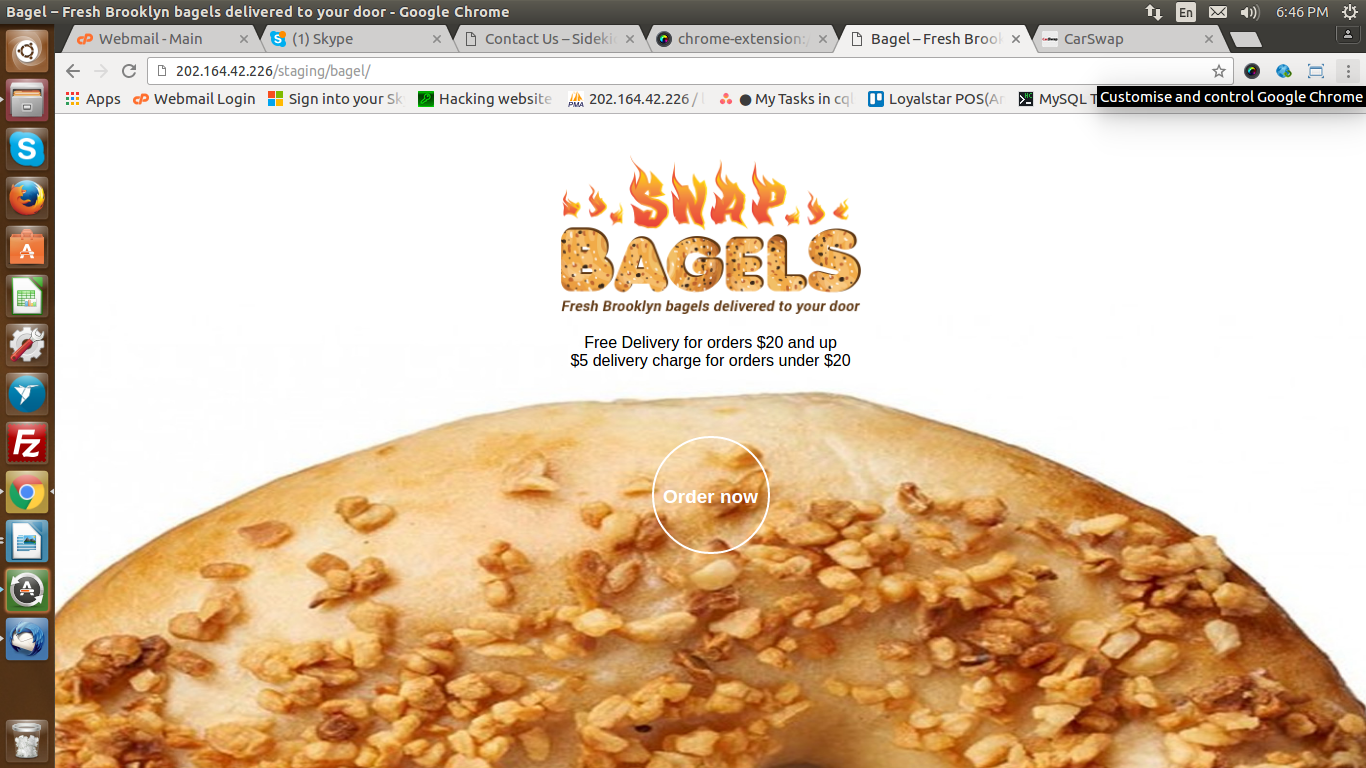 Bagel – Fresh Brooklyn bagels delivered to your door - Google Chrome
En
6:46 PM
Webmail - Main
(1) Skype
Contact Us – Sidekic
chrome-extension:/
Bagel – Fresh Brook
CarSwap
202.164.42.226/staging/bagel/
Apps
Webmail Login
Sign into your Sk
Hacking website
202.164.42.226 /
My Tasks in cql
Loyalstar POS(An
MySQL T
Customise and control Google Chrome
SNAP
BAGELS
Fresh Brooklyn bagels delivered to your door
Free Delivery for orders $20 and up
$5 delivery charge for orders under $20
Order now